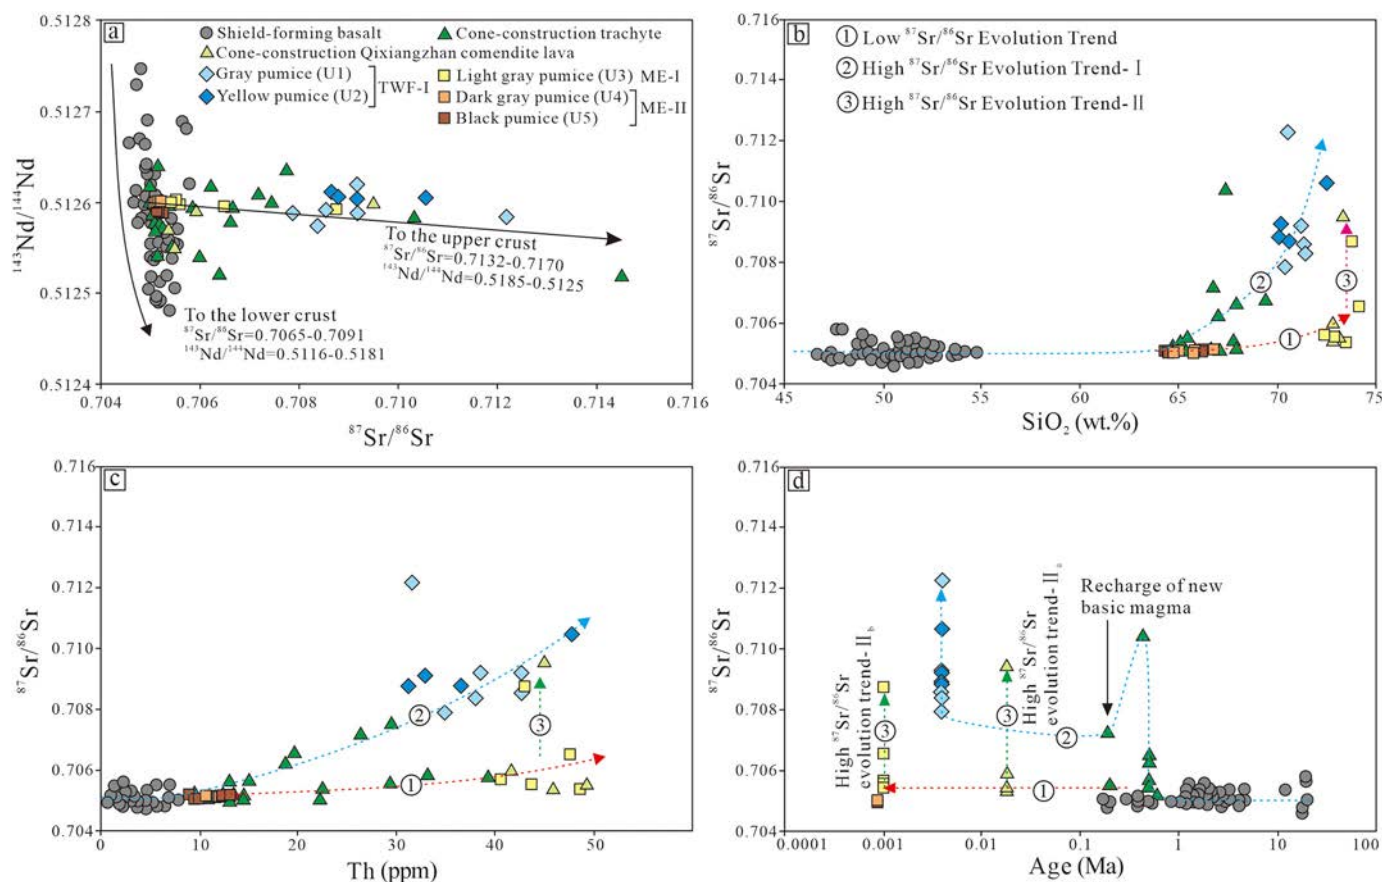 a
Shield-forming basalt
Cone-construction trachyte
Cone-construction Qixiangzhan comendite lava
Gray pumice (U1)
Yellow pumice (U2)
TWF-I
Light gray pumice (U3) ME-I
Dark gray pumice (U4)
Black pumice (U5)
ME-II
0.5128
0.5127
0.5126
0.5125
0.5124
¹⁴³Nd/¹⁴⁴Nd
To the upper crust
⁸⁷Sr/⁸⁶Sr=0.7132-0.7170
¹⁴³Nd/¹⁴⁴Nd=0.5185-0.5125
To the lower crust
⁸⁷Sr/⁸⁶Sr=0.7065-0.7091
¹⁴³Nd/¹⁴⁴Nd=0.5116-0.5181
0.704 0.706 0.708 0.710 0.712 0.714 0.716
⁸⁷Sr/⁸⁶Sr
b
① Low ⁸⁷Sr/⁸⁶Sr Evolution Trend
② High ⁸⁷Sr/⁸⁶Sr Evolution Trend-Ⅰ
③ High ⁸⁷Sr/⁸⁶Sr Evolution Trend-Ⅱ
0.716
0.714
0.712
0.710
0.708
0.706
0.704
⁸⁷Sr/⁸⁶Sr
②
③
①
45 50 55 60 65 70 75
SiO₂ (wt.%)
c
0.716
0.714
0.712
0.710
0.708
0.706
0.704
⁸⁷Sr/⁸⁶Sr
②
③
①
0 10 20 30 40 50
Th (ppm)
d
0.716
0.714
0.712
0.710
0.708
0.706
0.704
⁸⁷Sr/⁸⁶Sr
High ⁸⁷Sr/⁸⁶Sr
evolution trend-Ⅱb
High ⁸⁷Sr/⁸⁶Sr
evolution trend-Ⅱa
Recharge of new
basic magma
③
③
②
①
0.0001 0.001 0.01 0.1 1 10 100
Age (Ma)